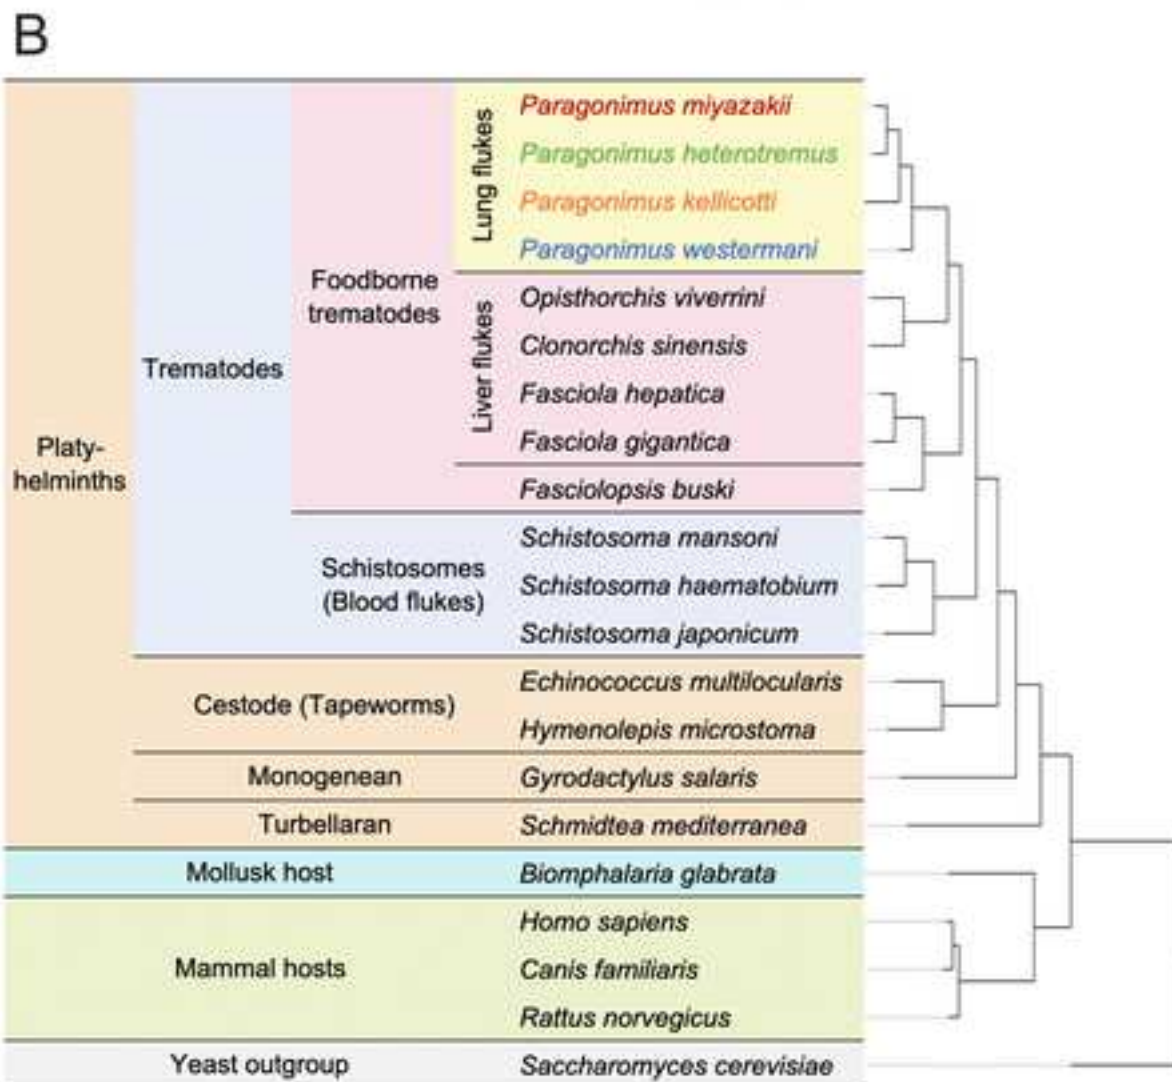 B
Paragonimus miyazakii
Paragonimus heterotremus
Paragonimus kellicotti
Paragonimus westermani
Lung flukes
Opisthorchis viverrini
Clonorchis sinensis
Fasciola hepatica
Fasciola gigantica
Liver flukes
Fasciolopsis buski
Foodborne
trematodes
Schistosoma mansoni
Schistosoma haematobium
Schistosoma japonicum
Schistosomes
(Blood flukes)
Trematodes
Echinococcus multilocularis
Hymenolepis microstoma
Cestode (Tapeworms)
Monogenean
Gyrodactylus salaris
Turbellaran
Schmidtea mediterranea
Platy-
helminths
Mollusk host
Biomphalaria glabrata
Mammal hosts
Homo sapiens
Canis familiaris
Rattus norvegicus
Yeast outgroup
Saccharomyces cerevisiae